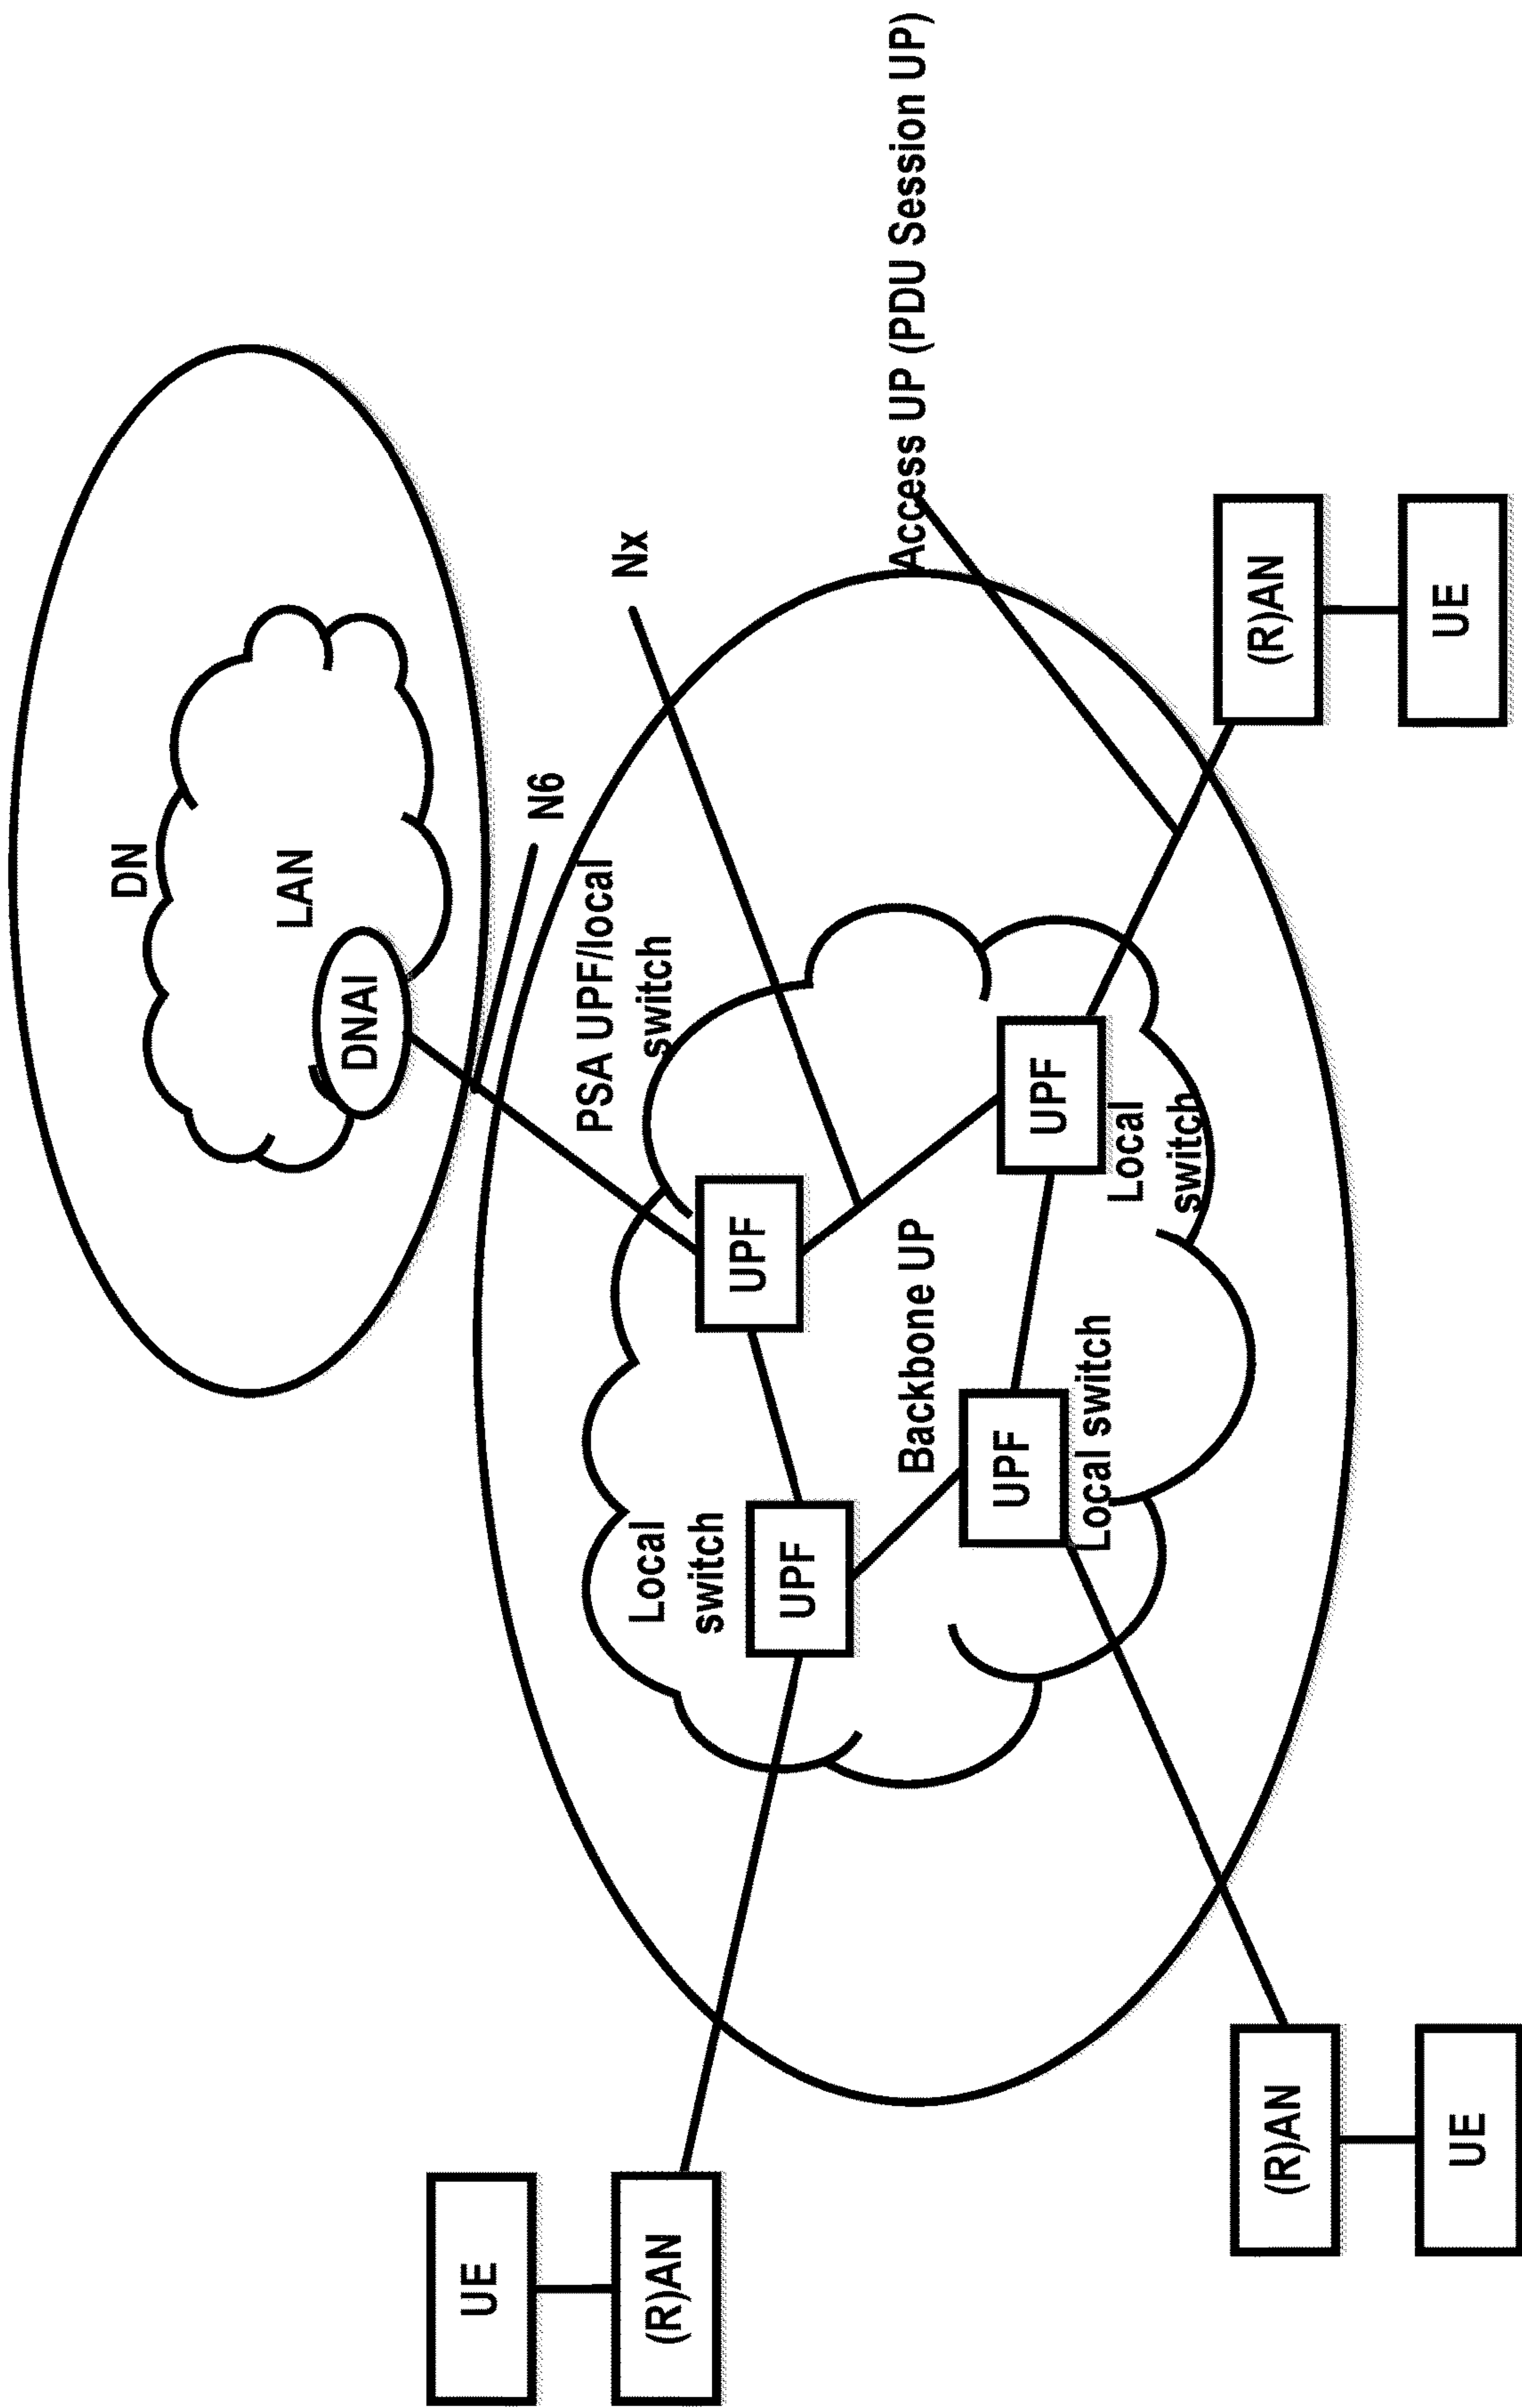 DN
LAN
DNAI
N6
Nx
PSA UPF/local
switch
Access UP (PDU Session UP)
UE
(R)AN
Local
switch
UPF
UPF
Backbone UP
UPF
Local switch
UPF
Local
switch
(R)AN
UE
(R)AN
UE